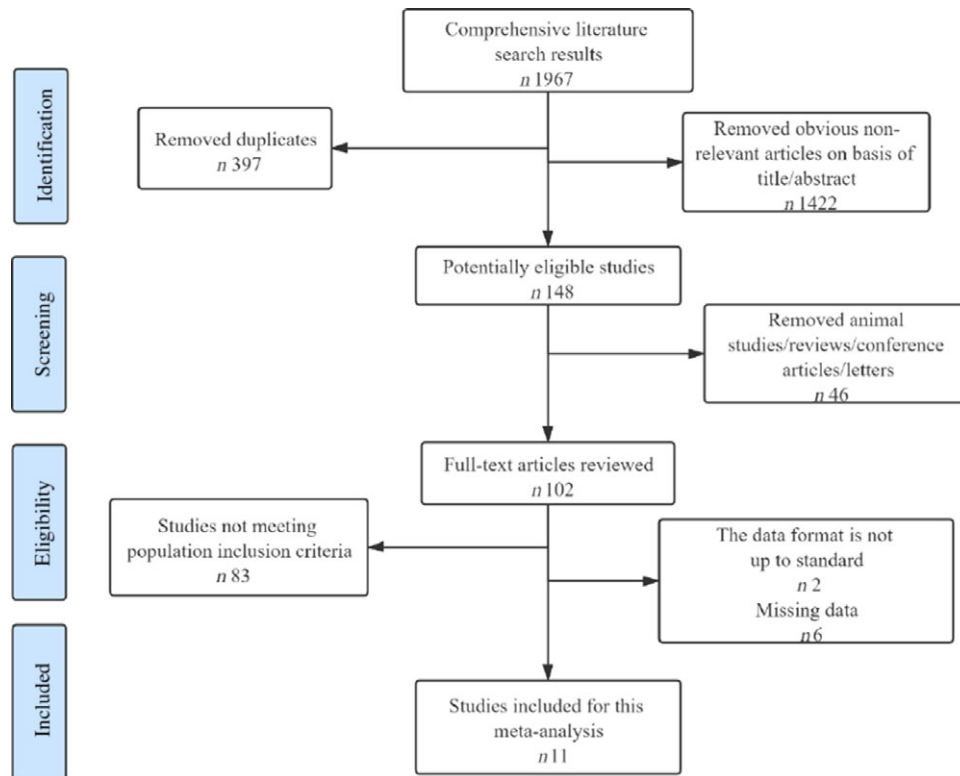 Comprehensive literature
search results
n 1967
Identification
Removed duplicates
n 397
Removed obvious non-
relevant articles on basis of
title/abstract
n 1422
Potentially eligible studies
n 148
Screening
Removed animal
studies/reviews/conference
articles/letters
n 46
Full-text articles reviewed
n 102
Eligibility
Studies not meeting
population inclusion criteria
n 83
The data format is not
up to standard
n 2
Missing data
n6
Included
Studies included for this
meta-analysis
n11